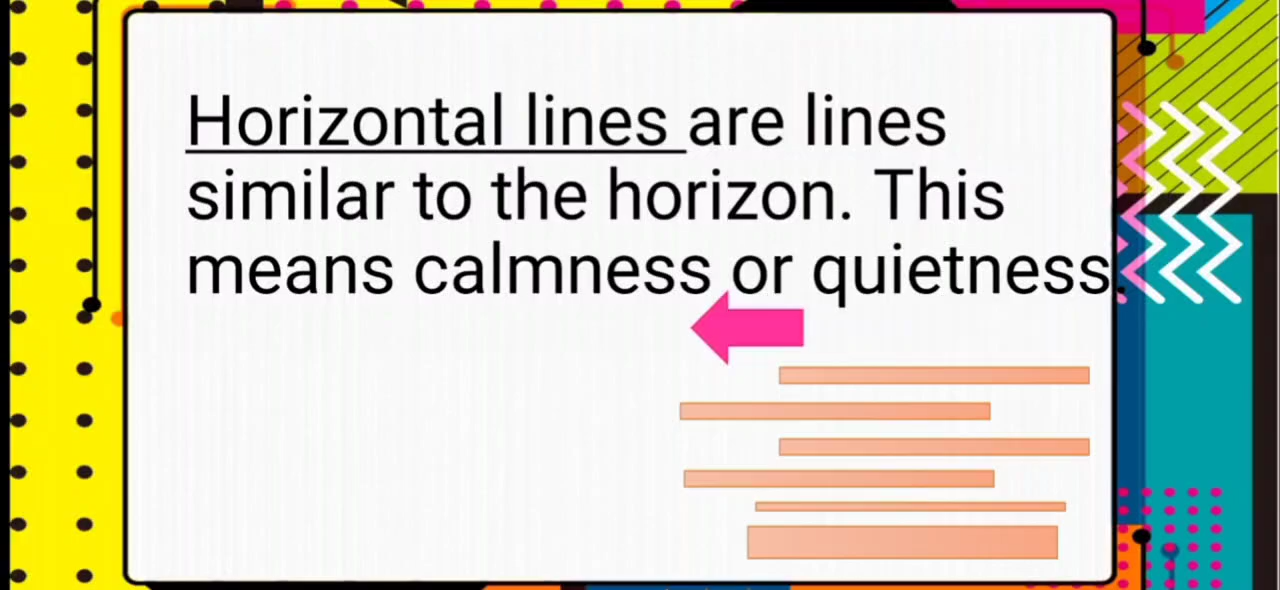 Horizontal lines are lines
similar to the horizon. This
means calmness or quietness.